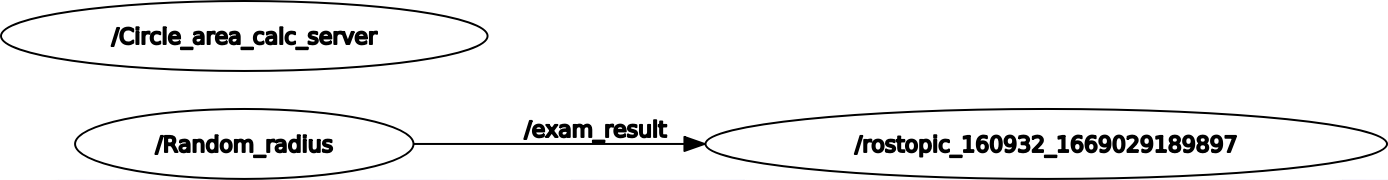 /Circle_area_calc_server
/exam_result
/Random_radius
/rostopic_160932_1669029189897